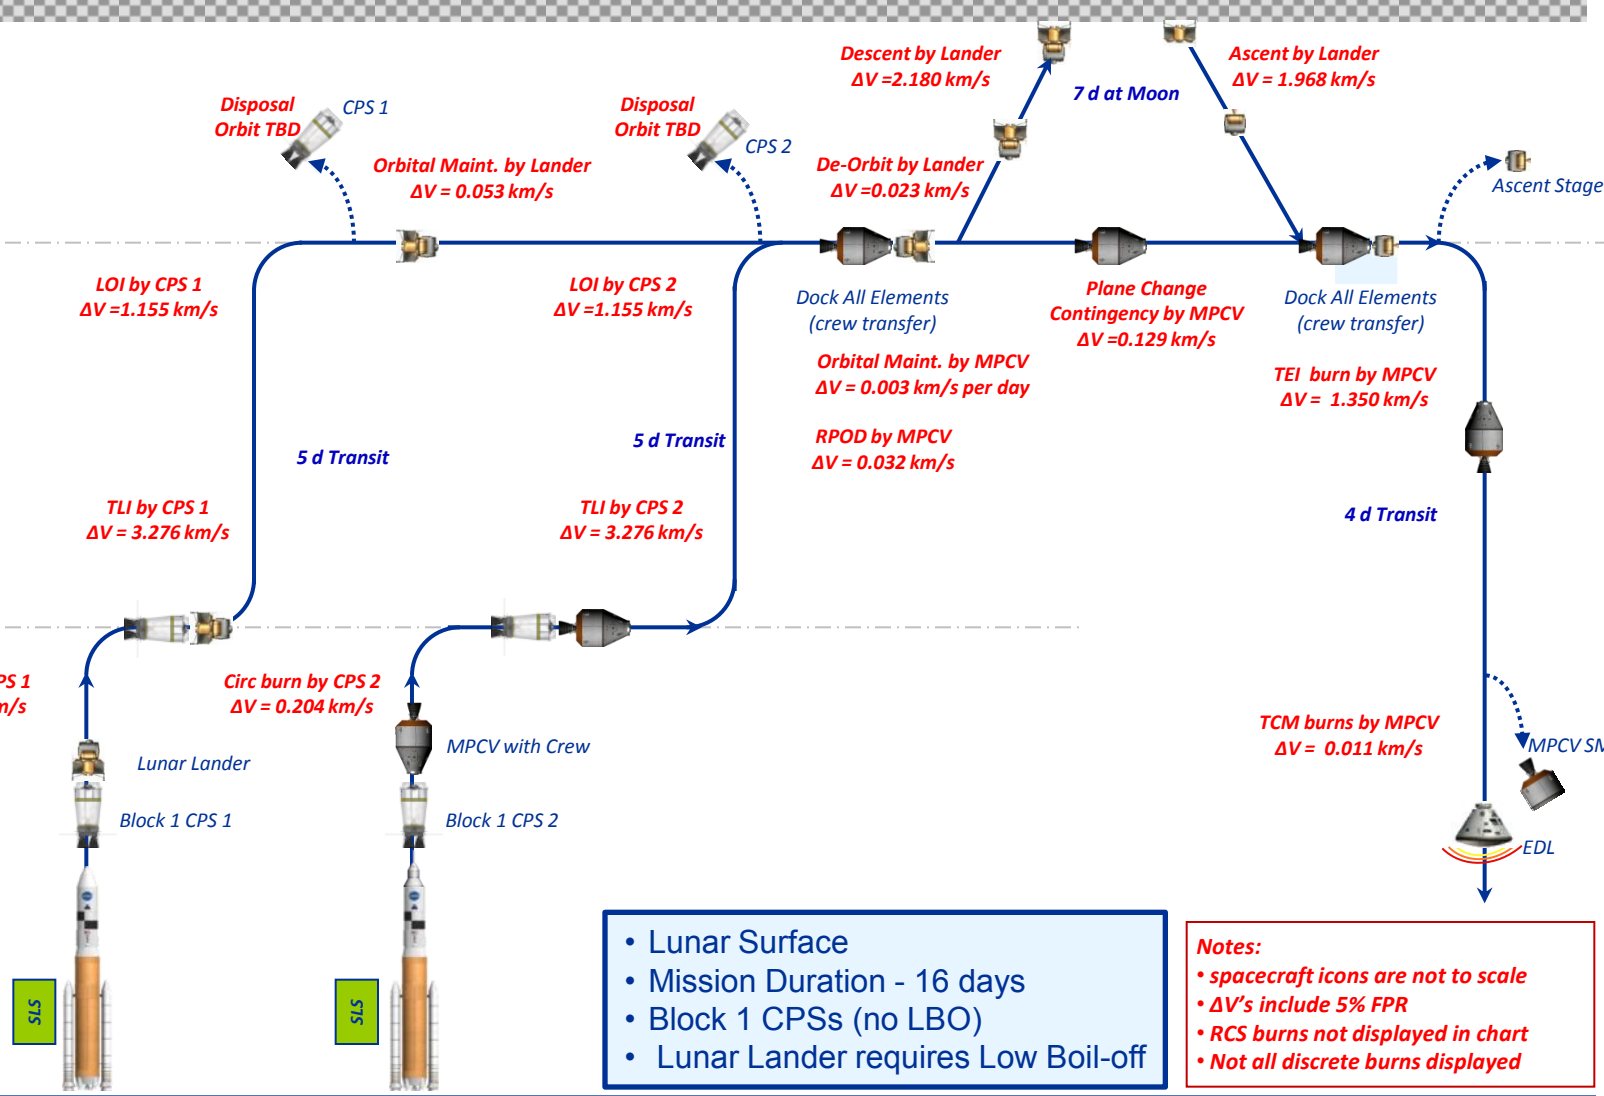 Descent by Lander
ΔV =2.180 km/s
Ascent by Lander
ΔV = 1.968 km/s
7 d at Moon
Disposal
Orbit TBD
CPS 1
Disposal
Orbit TBD
CPS 2
Orbital Maint. by Lander
ΔV = 0.053 km/s
De-Orbit by Lander
ΔV =0.023 km/s
Ascent Stage
LOI by CPS 1
ΔV =1.155 km/s
LOI by CPS 2
ΔV =1.155 km/s
Dock All Elements
(crew transfer)
Plane Change
Contingency by MPCV
ΔV =0.129 km/s
Dock All Elements
(crew transfer)
Orbital Maint. by MPCV
ΔV = 0.003 km/s per day
TEI burn by MPCV
ΔV = 1.350 km/s
RPOD by MPCV
ΔV = 0.032 km/s
5 d Transit
5 d Transit
4 d Transit
TLI by CPS 1
ΔV = 3.276 km/s
TLI by CPS 2
ΔV = 3.276 km/s
PS 1
m/s
Circ burn by CPS 2
ΔV = 0.204 km/s
TCM burns by MPCV
ΔV = 0.011 km/s
MPCV SM
Lunar Lander
MPCV with Crew
Block 1 CPS 1
Block 1 CPS 2
EDL
SLS
SLS
• Lunar Surface
• Mission Duration - 16 days
• Block 1 CPSs (no LBO)
• Lunar Lander requires Low Boil-off
Notes:
• spacecraft icons are not to scale
• ΔV's include 5% FPR
• RCS burns not displayed in chart
• Not all discrete burns displayed